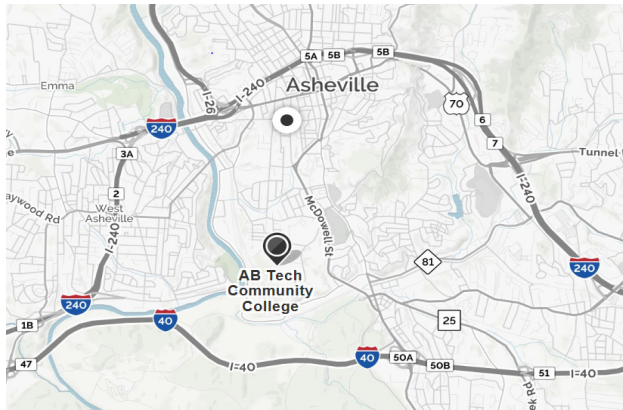 5A
5B
5B
I-240
I-26
Asheville
Emma
70
240
6
3A
7
Tunnel
I-240
2
aywood Rd
West
Asheville
McDowell St
I-240
81
240
AB Tech
Community
College
240
1B
40
25
47
I-40
40
50A
50B
51
I-40
ek Rd